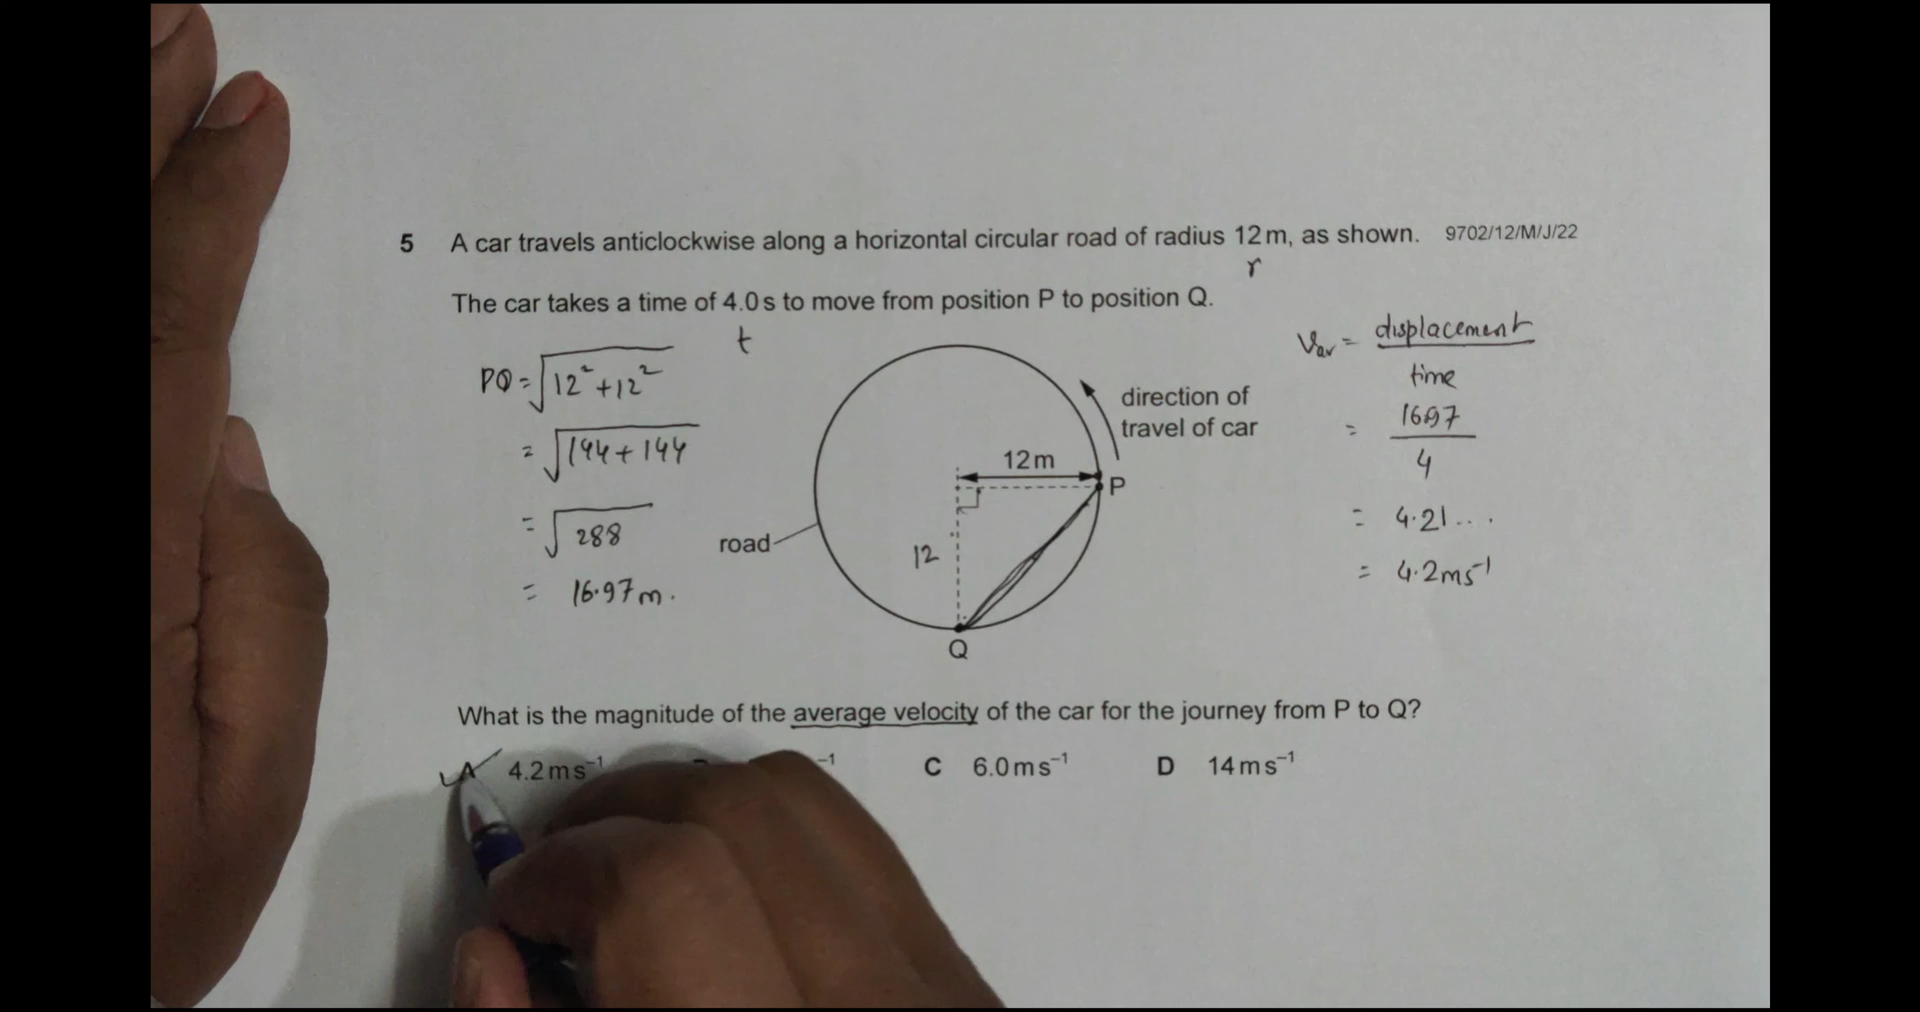 5 A car travels anticlockwise along a horizontal circular road of radius 12 m, as shown. 9702/12/M/J/22
r
The car takes a time of 4.0 s to move from position P to position Q.
t
PQ = √12² + 12²
= √144 + 144
= √288
= 16.97 m.
direction of
travel of car
12 m
P
road
12
Q
Vav = displacement
time
= 16.97
4
= 4.21...
= 4.2 ms⁻¹
What is the magnitude of the average velocity of the car for the journey from P to Q?
A 4.2 m s⁻¹ ⁻¹ C 6.0 m s⁻¹ D 14 m s⁻¹